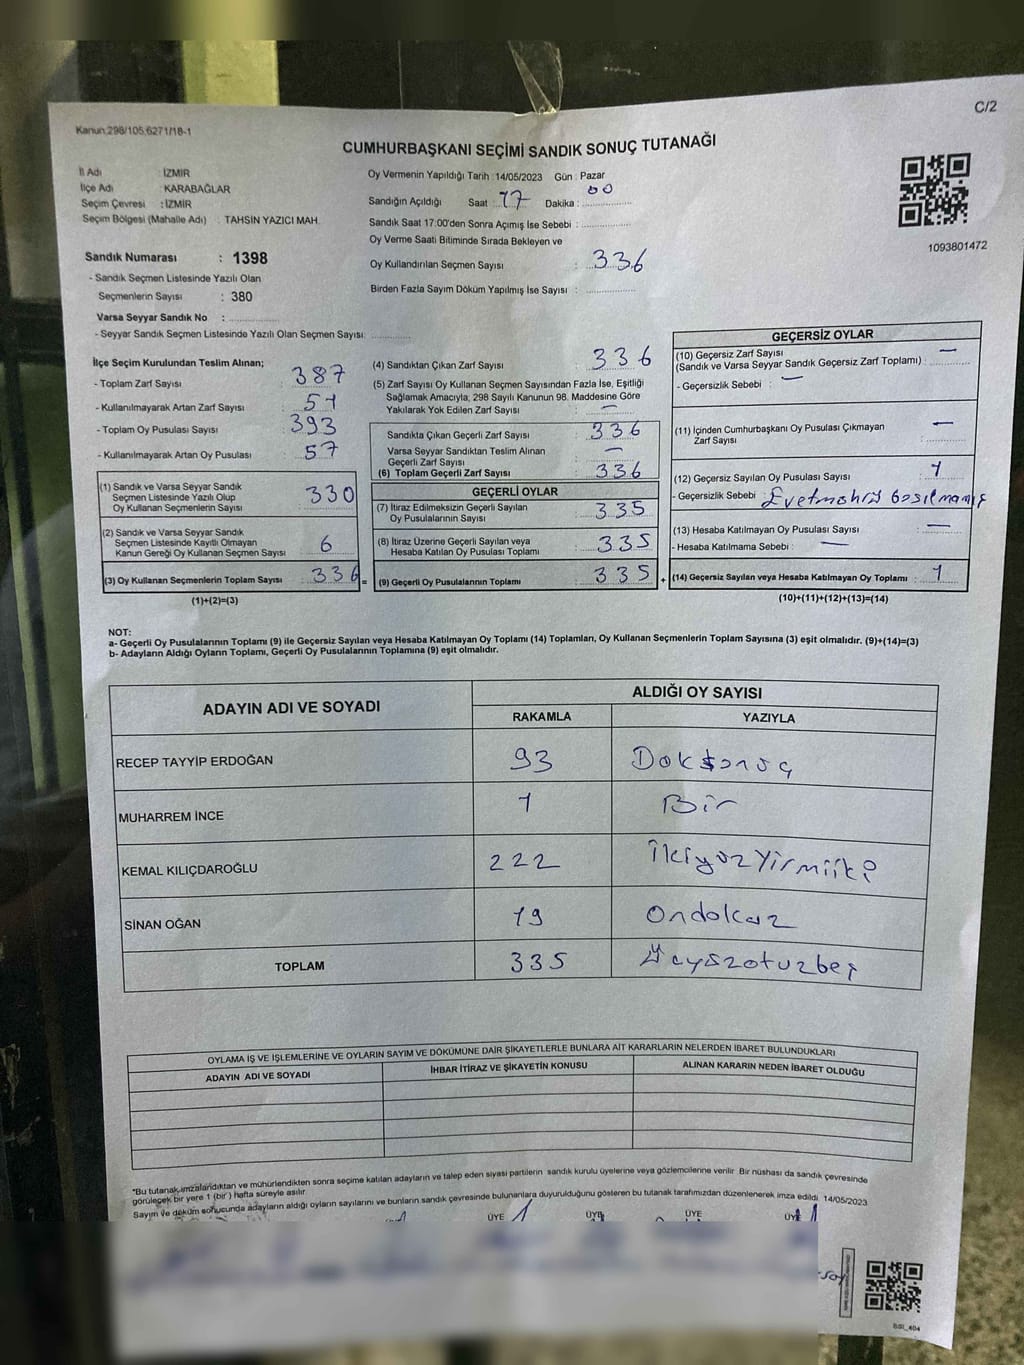 C/2
Kanun,298/105,6271/18-1
CUMHURBAŞKANI SEÇİMİ SANDIK SONUÇ TUTANAĞI
1093801472
İl Adı : İZMİR
İlçe Adı : KARABAĞLAR
Seçim Çevresi : İZMİR
Seçim Bölgesi (Mahalle Adı) : TAHSİN YAZICI MAH.
Sandık Numarası : 1398
- Sandık Seçmen Listesinde Yazılı Olan
Seçmenlerin Sayısı : 380
Varsa Seyyar Sandık No :
- Seyyar Sandık Seçmen Listesinde Yazılı Olan Seçmen Sayısı:
Oy Vermenin Yapıldığı Tarih :14/05/2023 Gün : Pazar
Sandığın Açıldığı Saat : 17 Dakika : 00
Sandık Saat 17:00'den Sonra Açımış İse Sebebi :
Oy Verme Saati Bitiminde Sırada Bekleyen ve
Oy Kullandırılan Seçmen Sayısı : 336
Birden Fazla Sayım Döküm Yapılmış İse Sayısı :
İlçe Seçim Kurulundan Teslim Alınan;
- Toplam Zarf Sayısı : 387
- Kullanılmayarak Artan Zarf Sayısı : 51
- Toplam Oy Pusulası Sayısı : 393
- Kullanılmayarak Artan Oy Pusulası : 57
(1) Sandık ve Varsa Seyyar Sandık
Seçmen Listesinde Yazılı Olup
Oy Kullanan Seçmenlerin Sayısı : 330
(2) Sandık ve Varsa Seyyar Sandık
Seçmen Listesinde Kayıtlı Olmayan
Kanun Gereği Oy Kullanan Seçmen Sayısı : 6
(3) Oy Kullanan Seçmenlerin Toplam Sayısı : 336 =
(1)+(2)=(3)
(4) Sandıktan Çıkan Zarf Sayısı : 336
(5) Zarf Sayısı Oy Kullanan Seçmen Sayısından Fazla İse, Eşitliği
Sağlamak Amacıyla, 298 Sayılı Kanunun 98. Maddesine Göre
Yakılarak Yok Edilen Zarf Sayısı : —
Sandıkta Çıkan Geçerli Zarf Sayısı : 336
Varsa Seyyar Sandıktan Teslim Alınan
Geçerli Zarf Sayısı : —
(6) Toplam Geçerli Zarf Sayısı : 336
GEÇERLİ OYLAR
(7) İtiraz Edilmeksizin Geçerli Sayılan
Oy Pusulalarının Sayısı : 335
(8) İtiraz Üzerine Geçerli Sayılan veya
Hesaba Katılan Oy Pusulası Toplamı : 335
(9) Geçerli Oy Pusulalarının Toplamı : 335 +
GEÇERSİZ OYLAR
(10) Geçersiz Zarf Sayısı —
(Sandık ve Varsa Seyyar Sandık Geçersiz Zarf Toplamı) :
- Geçersizlik Sebebi : —
(11) İçinden Cumhurbaşkanı Oy Pusulası Çıkmayan —
Zarf Sayısı :
(12) Geçersiz Sayılan Oy Pusulası Sayısı : 1
- Geçersizlik Sebebi : Evetmohrü basılmamış
(13) Hesaba Katılmayan Oy Pusulası Sayısı : —
- Hesaba Katılmama Sebebi : —
(14) Geçersiz Sayılan veya Hesaba Katılmayan Oy Toplamı : 1
(10)+(11)+(12)+(13)=(14)
NOT:
a- Geçerli Oy Pusulalarının Toplamı (9) ile Geçersiz Sayılan veya Hesaba Katılmayan Oy Toplamı (14) Toplamları, Oy Kullanan Seçmenlerin Toplam Sayısına (3) eşit olmalıdır. (9)+(14)=(3)
b- Adayların Aldığı Oyların Toplamı, Geçerli Oy Pusulalarının Toplamına (9) eşit olmalıdır.
ADAYIN ADI VE SOYADI ALDIĞI OY SAYISI
RAKAMLA YAZIYLA
RECEP TAYYİP ERDOĞAN 93 Doksanüç
MUHARREM İNCE 1 Bir
KEMAL KILIÇDAROĞLU 222 İkiyüzyirmiiki
SİNAN OĞAN 19 Ondokuz
TOPLAM 335 Üçyüzotuzbeş
OYLAMA İŞ VE İŞLEMLERİNE VE OYLARIN SAYIM VE DÖKÜMÜNE DAİR ŞİKAYETLERLE BUNLARA AİT KARARLARIN NELERDEN İBARET BULUNDUKLARI
ADAYIN ADI VE SOYADI İHBAR İTİRAZ VE ŞİKAYETİN KONUSU ALINAN KARARIN NEDEN İBARET OLDUĞU
*Bu tutanak,imzalandıktan ve mühürlendikten sonra seçime katılan adayların ve talep eden siyasi partilerin sandık kurulu üyelerine veya gözlemcilerine verilir. Bir nüshası da sandık çevresinde
görülecek bir yere 1 (bir ) hafta süreyle asılır.
Sayım ve döküm sonucunda adayların aldığı oyların sayılarını ve bunların sandık çevresinde bulunanlara duyurulduğunu gösteren bu tutanak tarafımızdan düzenlenerek imza edildi. 14/05/2023
ÜYE ÜYE ÜYE ÜYE